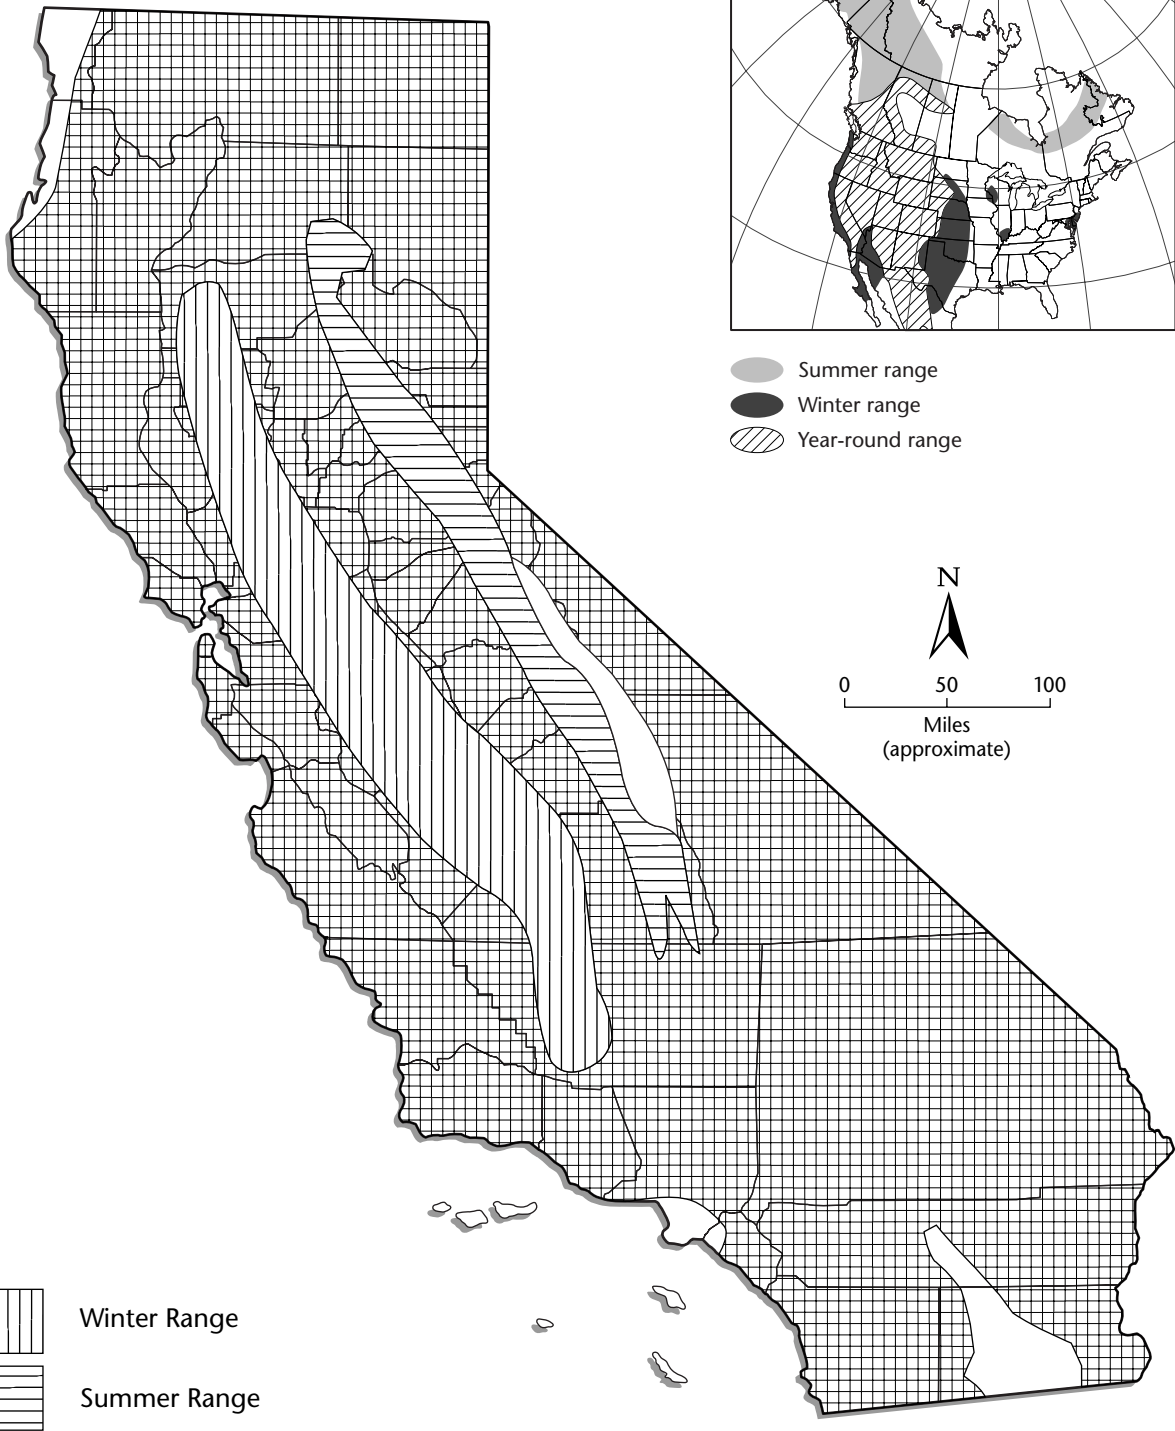 Summer range
Winter range
Year-round range
N
0 50 100
Miles
(approximate)
Winter Range
Summer Range